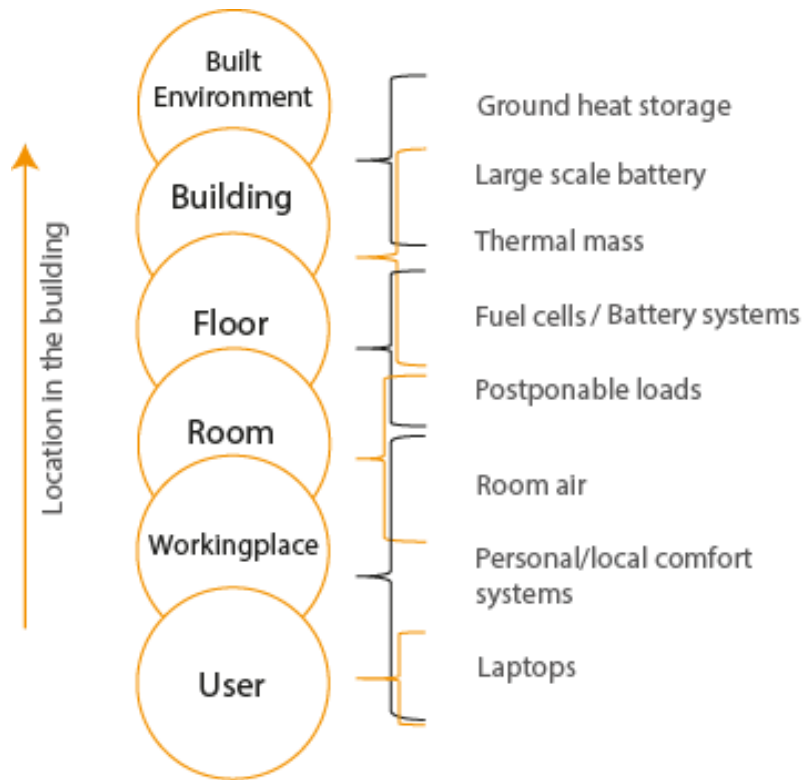 Built
Environment
Building
Floor
Room
Workingplace
User
Location in the building
Ground heat storage
Large scale battery
Thermal mass
Fuel cells / Battery systems
Postponable loads
Room air
Personal/local comfort
systems
Laptops